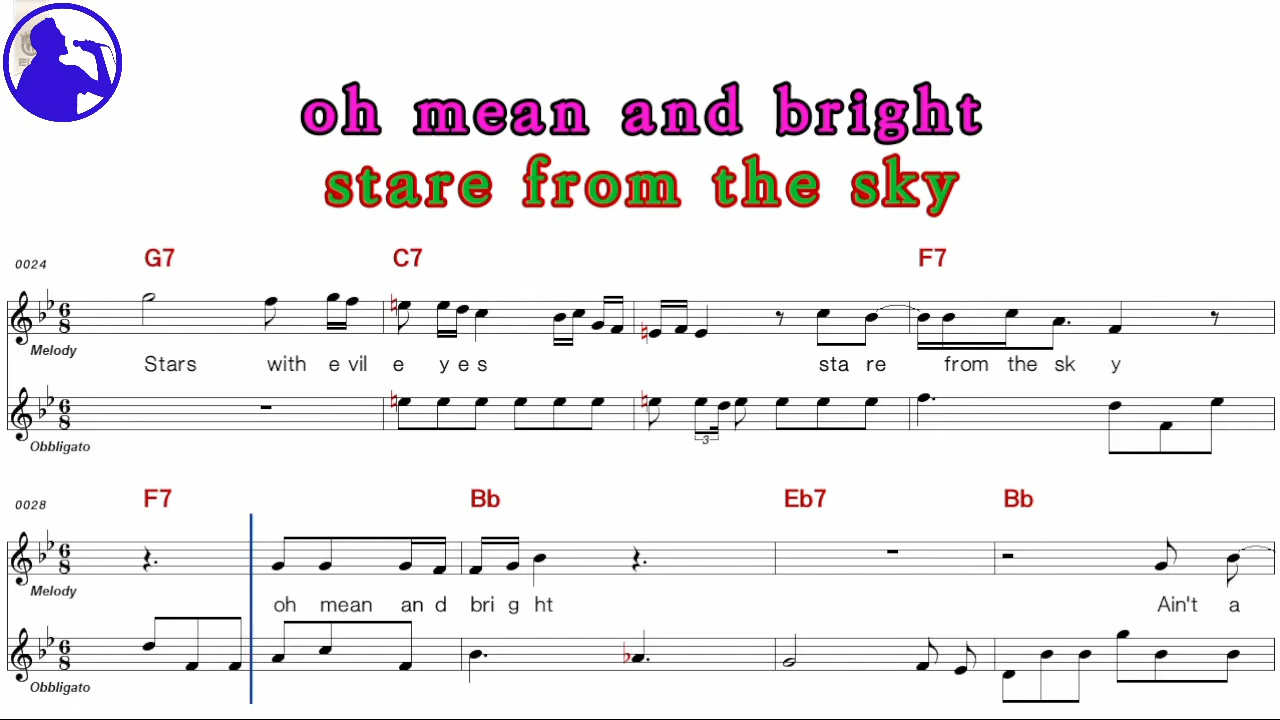 oh mean and bright
stare from the sky
0024 G7 C7 F7
Melody
Stars with e vil e y e s sta re from the sk y
Obbligato
3
0028 F7 Bb Eb7 Bb
Melody
oh mean an d bri g ht Ain't a
Obbligato